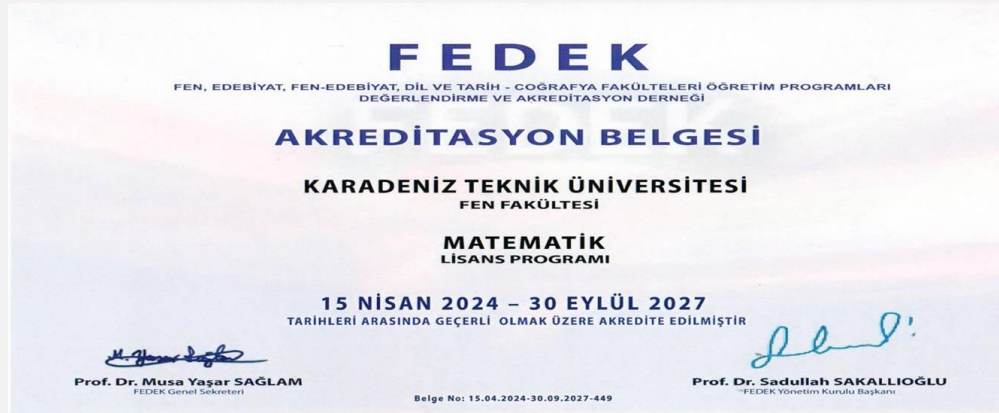 FEDEK
FEN, EDEBİYAT, FEN-EDEBİYAT, DİL VE TARİH - COĞRAFYA FAKÜLTELERİ ÖĞRETİM PROGRAMLARI
DEĞERLENDİRME VE AKREDİTASYON DERNEĞİ
AKREDİTASYON BELGESİ
KARADENİZ TEKNİK ÜNİVERSİTESİ
FEN FAKÜLTESİ
MATEMATİK
LİSANS PROGRAMI
15 NİSAN 2024 – 30 EYLÜL 2027
TARİHLERİ ARASINDA GEÇERLİ OLMAK ÜZERE AKREDİTE EDİLMİŞTİR
Prof. Dr. Musa Yaşar SAĞLAM
FEDEK Genel Sekreteri
Prof. Dr. Sadullah SAKALLIOĞLU
FEDEK Yönetim Kurulu Başkanı
Belge No: 15.04.2024-30.09.2027-449